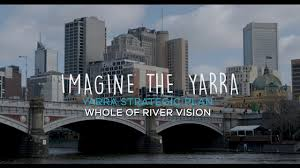 IMAGINE THE YARRA
YARRA STRATEGIC PLAN
WHOLE OF RIVER VISION